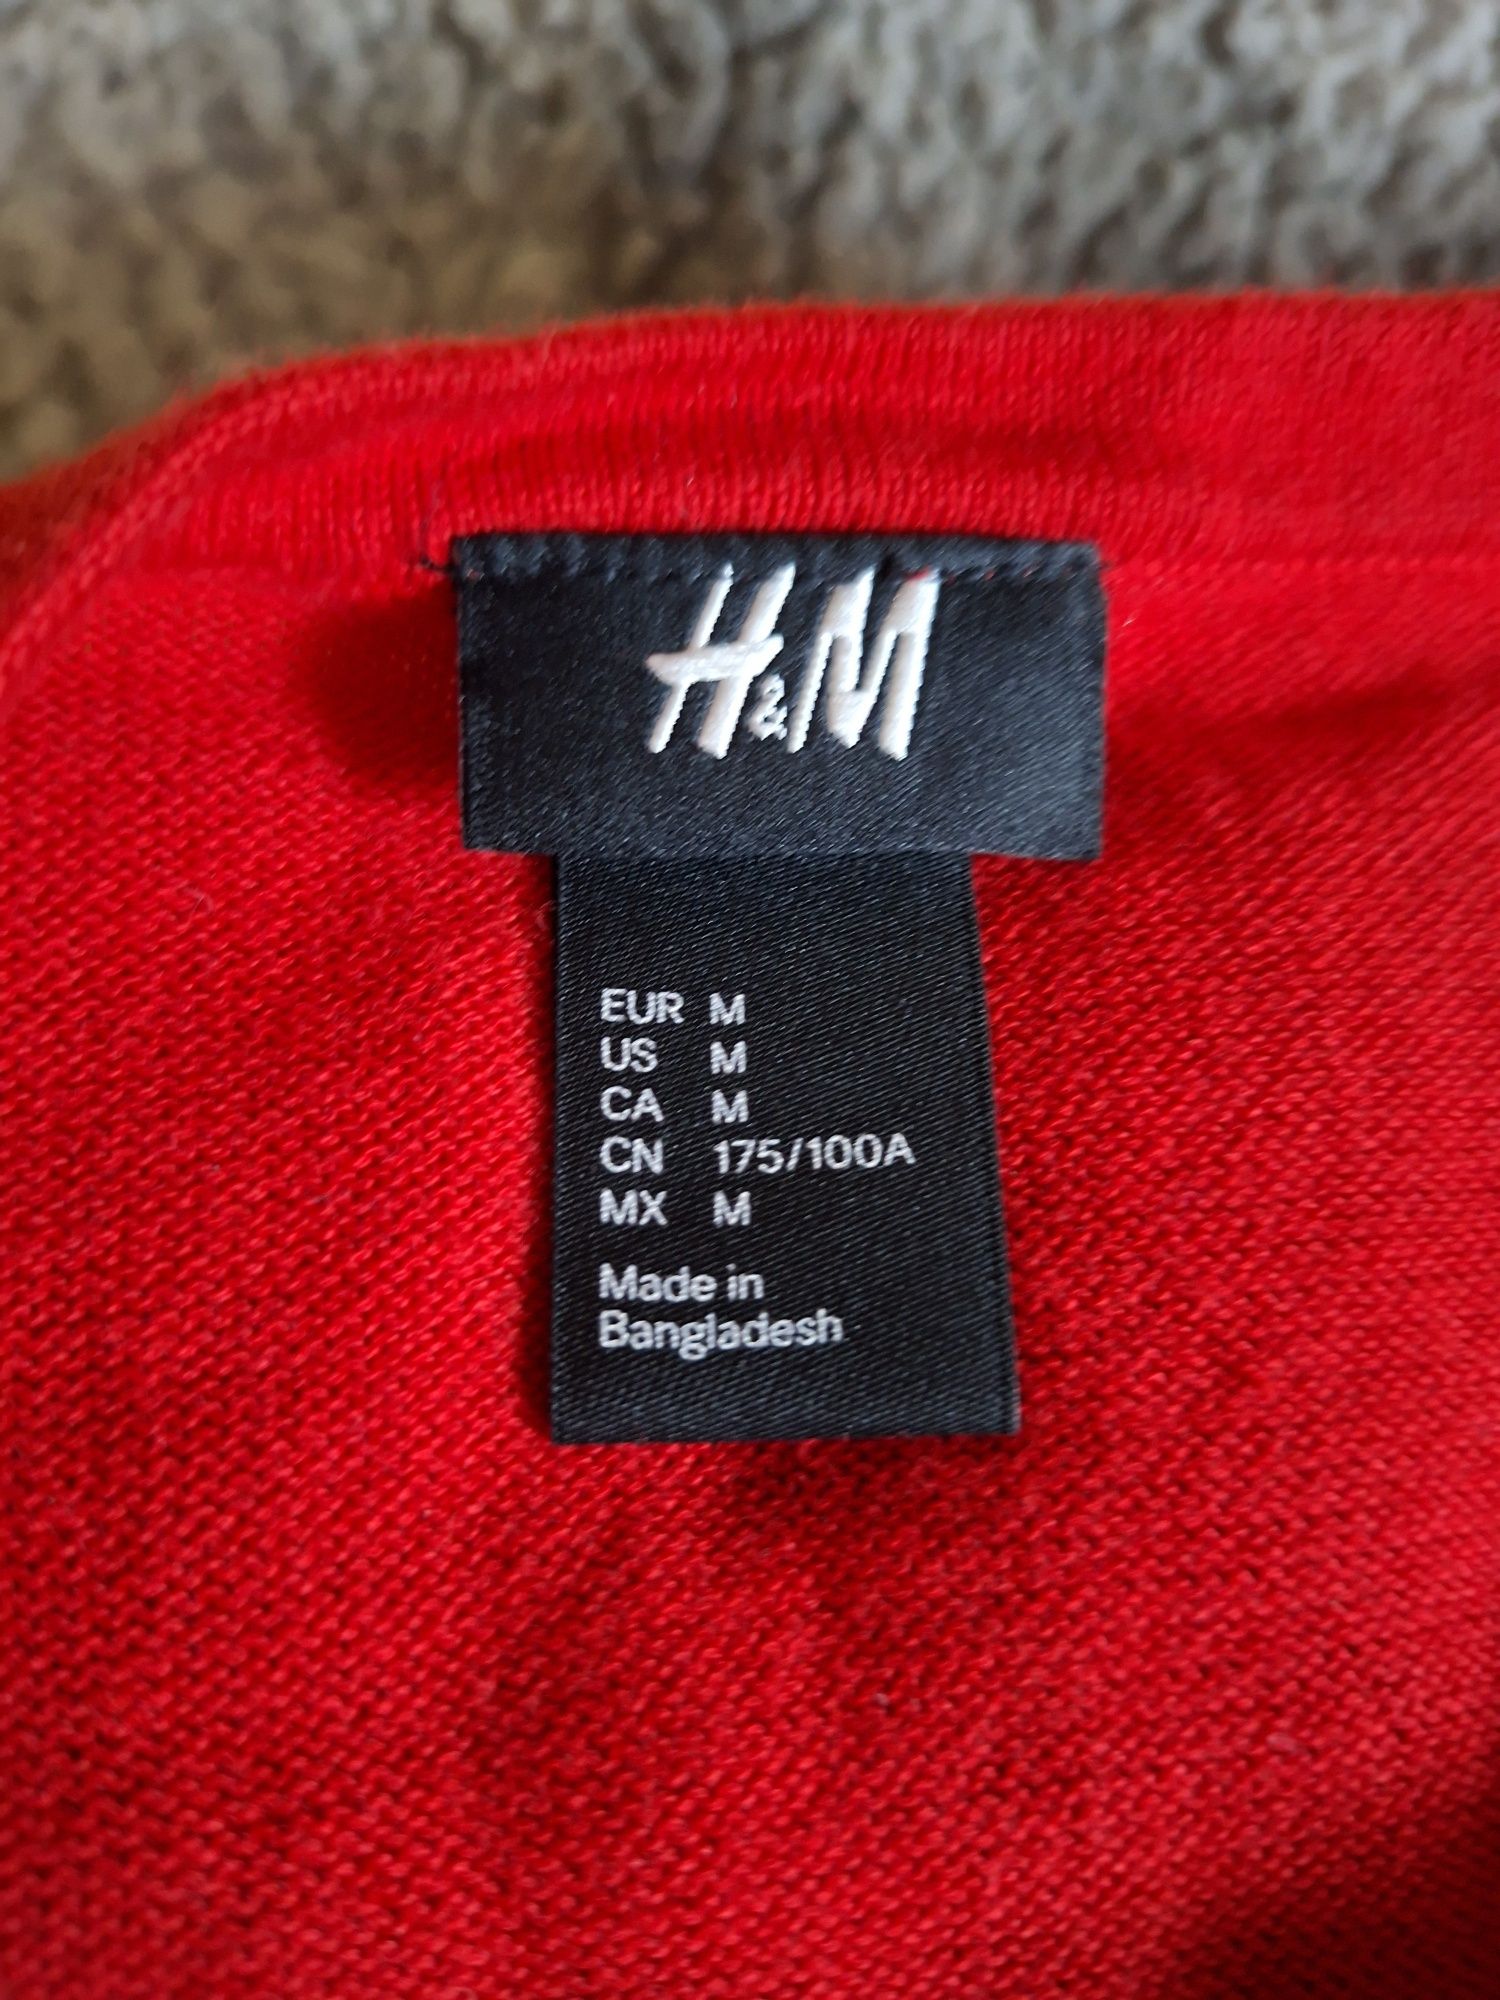 H&M
EUR M
US M
CA M
CN 175/100A
MX M
Made in
Bangladesh